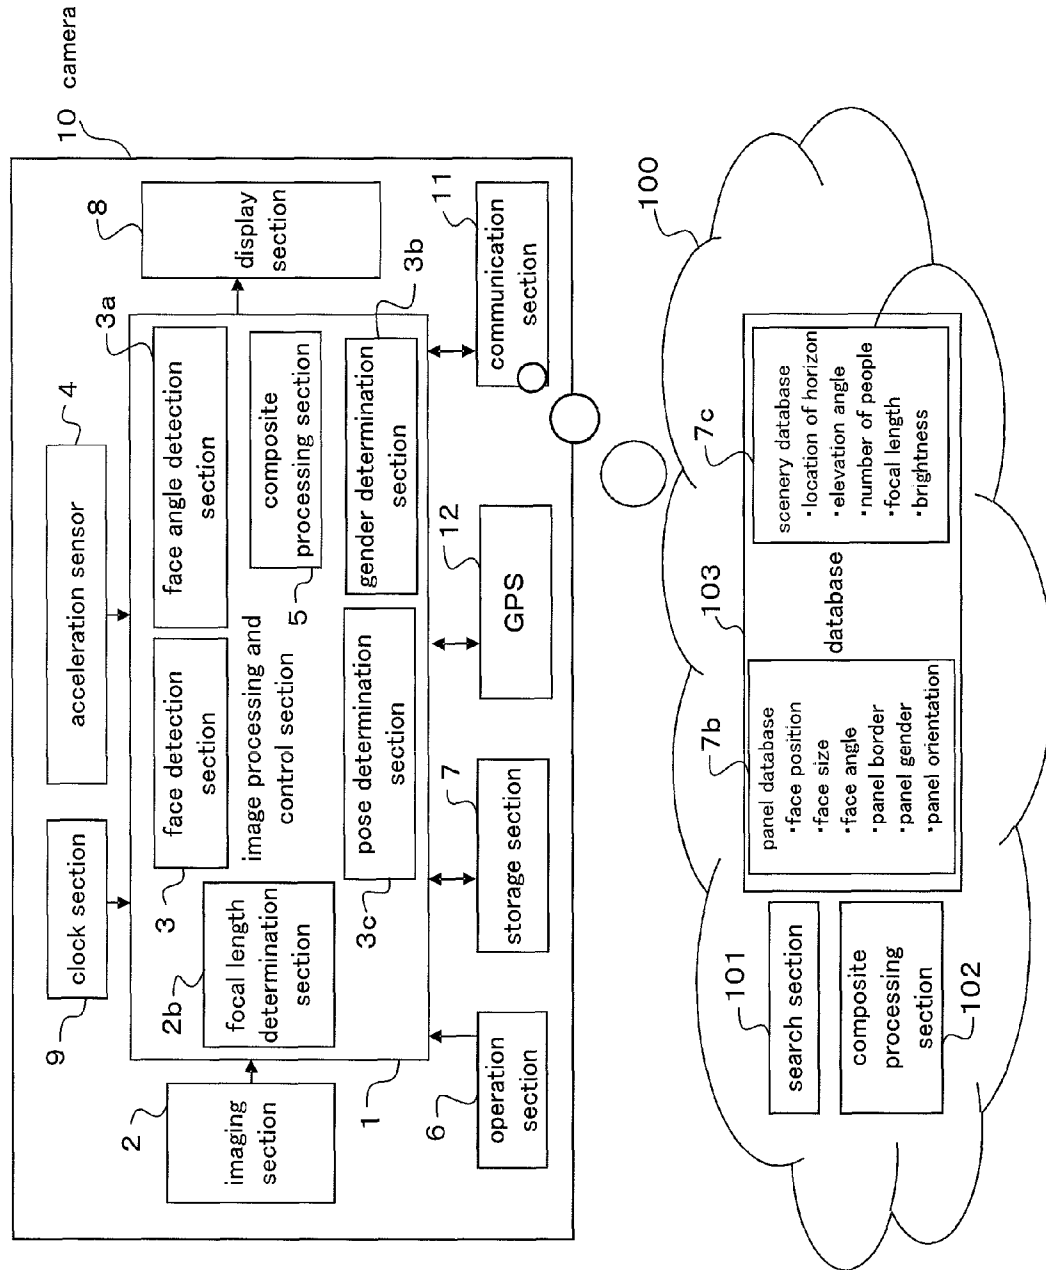 10 camera
9
clock section
4
acceleration sensor
2
imaging
section
2b
focal length
determination
section
3
face detection
section
3a
face angle detection
section
8
display
section
image processing and
control section
5
composite
processing section
1
3c
pose determination
section
gender determination
section
3b
6
operation
section
7
storage section
12
GPS
11
communication
section
100
101
search section
composite
processing
section
102
103
database
7b
panel database
・face position
・face size
・face angle
・panel border
・panel gender
・panel orientation
7c
scenery database
・location of horizon
・elevation angle
・number of people
・focal length
・brightness